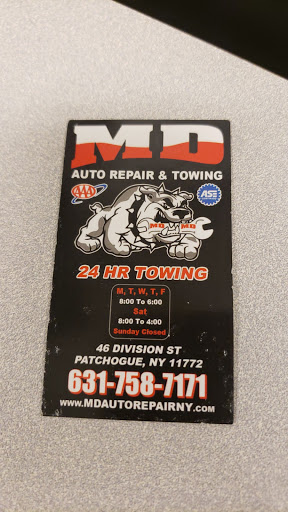 MD
AUTO REPAIR & TOWING
AAA
ASE
MD MD
24 HR TOWING
M, T, W, T, F
8:00 To 6:00
Sat
8:00 To 4:00
Sunday Closed
46 DIVISION ST
PATCHOGUE, NY 11772
631-758-7171
WWW.MDAUTOREPAIRNY.COM